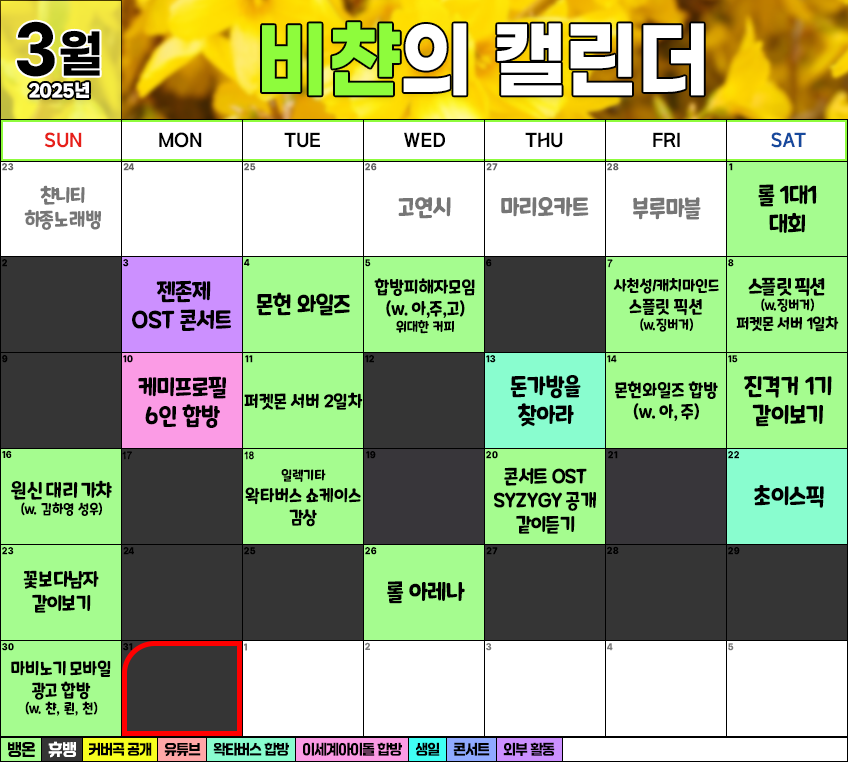 3월
2025년
비챤의 캘린더
SUN MON TUE WED THU FRI SAT
23
챤니티
하종노래뱅
24
25
26
고연시
27
마리오카트
28
부루마블
1
롤 1대1
대회
2
3
젠존제
OST 콘서트
4
몬헌 와일즈
5
합방피해자모임
(w. 아,주,고)
위대한 커피
6
7
사천성/캐치마인드
스플릿 픽션
(w.징버거)
8
스플릿 픽션
(w.징버거)
퍼켓몬 서버 1일차
9
10
케미프로필
6인 합방
11
퍼켓몬 서버 2일차
12
13
돈가방을
찾아라
14
몬헌와일즈 합방
(w. 아, 주)
15
진격거 1기
같이보기
16
원신 대리 가챠
(w. 김하영 성우)
17
18
일렉기타
왁타버스 쇼케이스
감상
19
20
콘서트 OST
SYZYGY 공개
같이듣기
21
22
초이스픽
23
꽃보다남자
같이보기
24
25
26
롤 아레나
27
28
29
30
마비노기 모바일
광고 합방
(w. 챤, 뢴, 천)
31
1
2
3
4
5
뱅온 휴뱅 커버곡 공개 유튜브 왁타버스 합방 이세계아이돌 합방 생일 콘서트 외부 활동